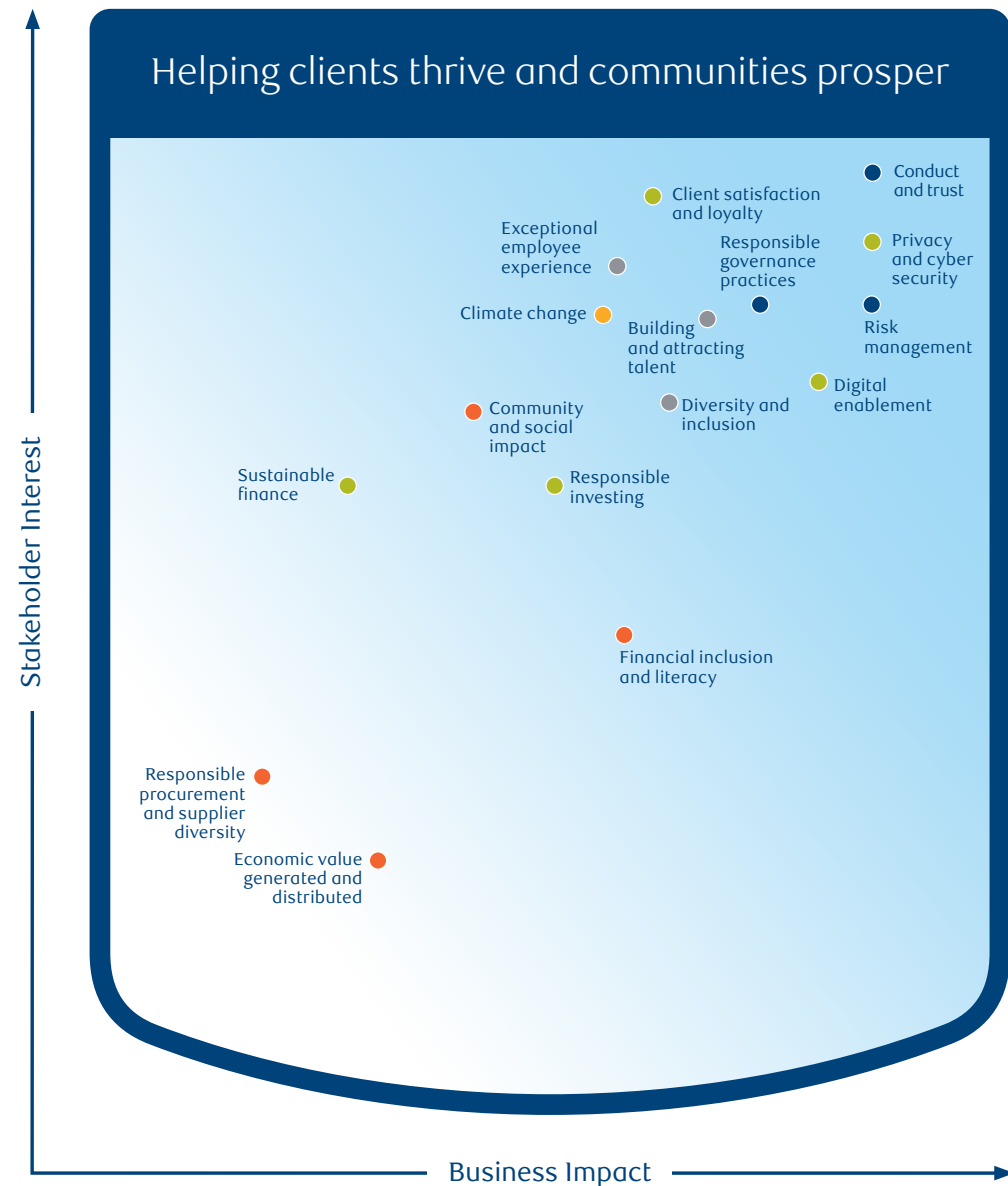 Helping clients thrive and communities prosper
Conduct
and trust
Client satisfaction
and loyalty
Exceptional
employee
experience
Responsible
governance
practices
Privacy
and cyber
security
Climate change
Building
and attracting
talent
Risk
management
Digital
enablement
Community
and social
impact
Diversity and
inclusion
Sustainable
finance
Responsible
investing
Financial inclusion
and literacy
Responsible
procurement
and supplier
diversity
Economic value
generated and
distributed
Stakeholder Interest
Business Impact